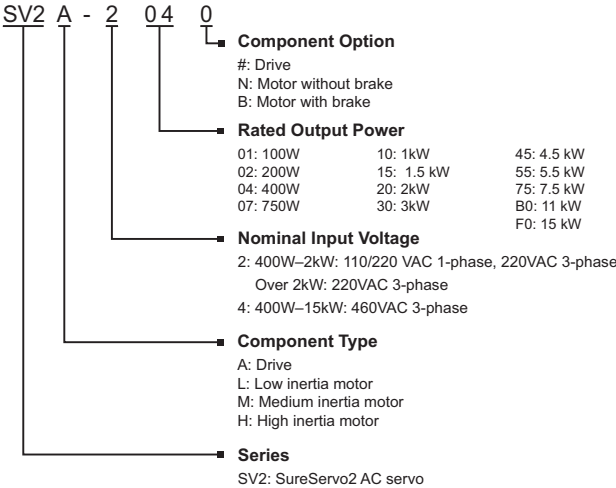 SV2 A - 2 04 0
Component Option
#: Drive
N: Motor without brake
B: Motor with brake
Rated Output Power
01: 100W 10: 1kW 45: 4.5 kW
02: 200W 15: 1.5 kW 55: 5.5 kW
04: 400W 20: 2kW 75: 7.5 kW
07: 750W 30: 3kW B0: 11 kW
F0: 15 kW
Nominal Input Voltage
2: 400W–2kW: 110/220 VAC 1-phase, 220VAC 3-phase
Over 2kW: 220VAC 3-phase
4: 400W–15kW: 460VAC 3-phase
Component Type
A: Drive
L: Low inertia motor
M: Medium inertia motor
H: High inertia motor
Series
SV2: SureServo2 AC servo